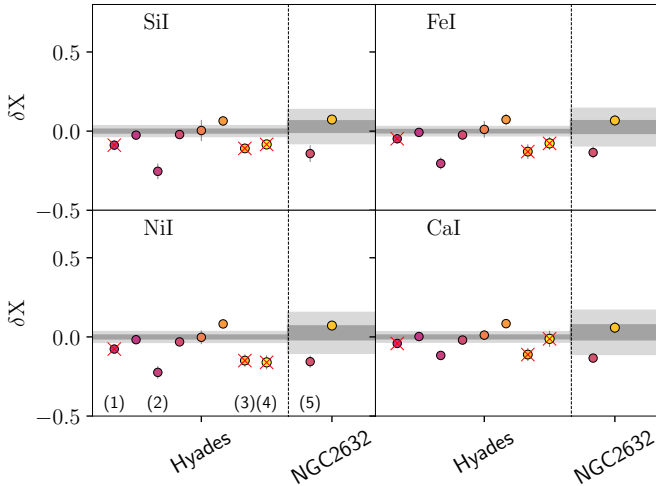 SiI FeI
0.5
δX 0.0
−0.5
NiI CaI
0.5
δX 0.0
−0.5
(1) (2) (3) (4) (5)
Hyades NGC2632 Hyades NGC2632